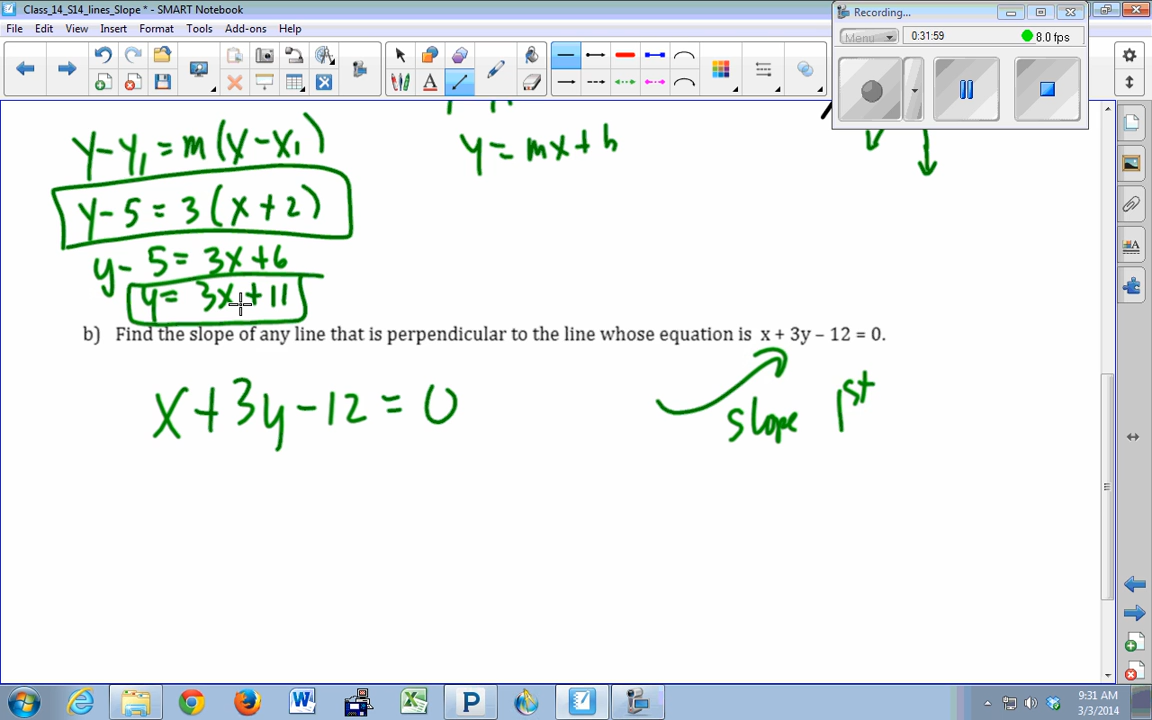 Class_14_S14_lines_Slope * - SMART Notebook
File Edit View Insert Format Tools Add-ons Help
Recording...
Menu
0:31:59
8.0 fps
y-y₁ = m(x-x₁)
y = mx + b
y-5 = 3(x+2)
y-5 = 3x+6
y = 3x+11
b) Find the slope of any line that is perpendicular to the line whose equation is x + 3y – 12 = 0.
x+3y-12 = 0
slope 1st
9:31 AM
3/3/2014